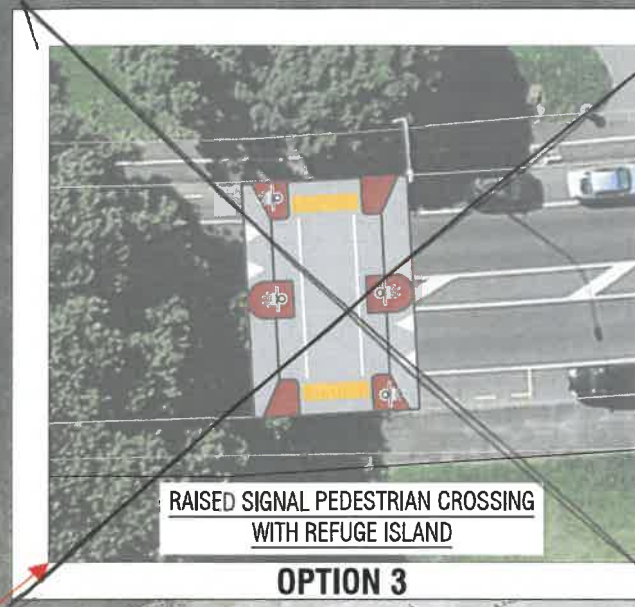 RAISED SIGNAL PEDESTRIAN CROSSING
WITH REFUGE ISLAND
OPTION 3